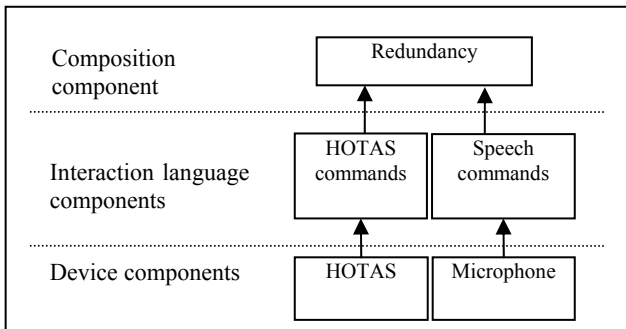 Composition
component
Redundancy
Interaction language
components
HOTAS
commands
Speech
commands
Device components
HOTAS
Microphone